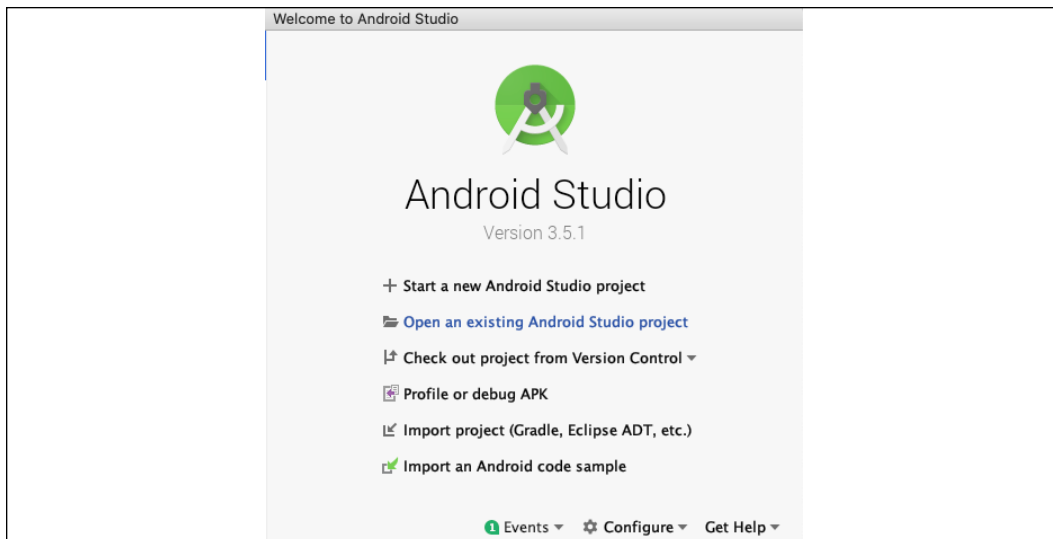 Welcome to Android Studio
Android Studio
Version 3.5.1
Start a new Android Studio project
Open an existing Android Studio project
Check out project from Version Control
Profile or debug APK
Import project (Gradle, Eclipse ADT, etc.)
Import an Android code sample
1 Events Configure Get Help